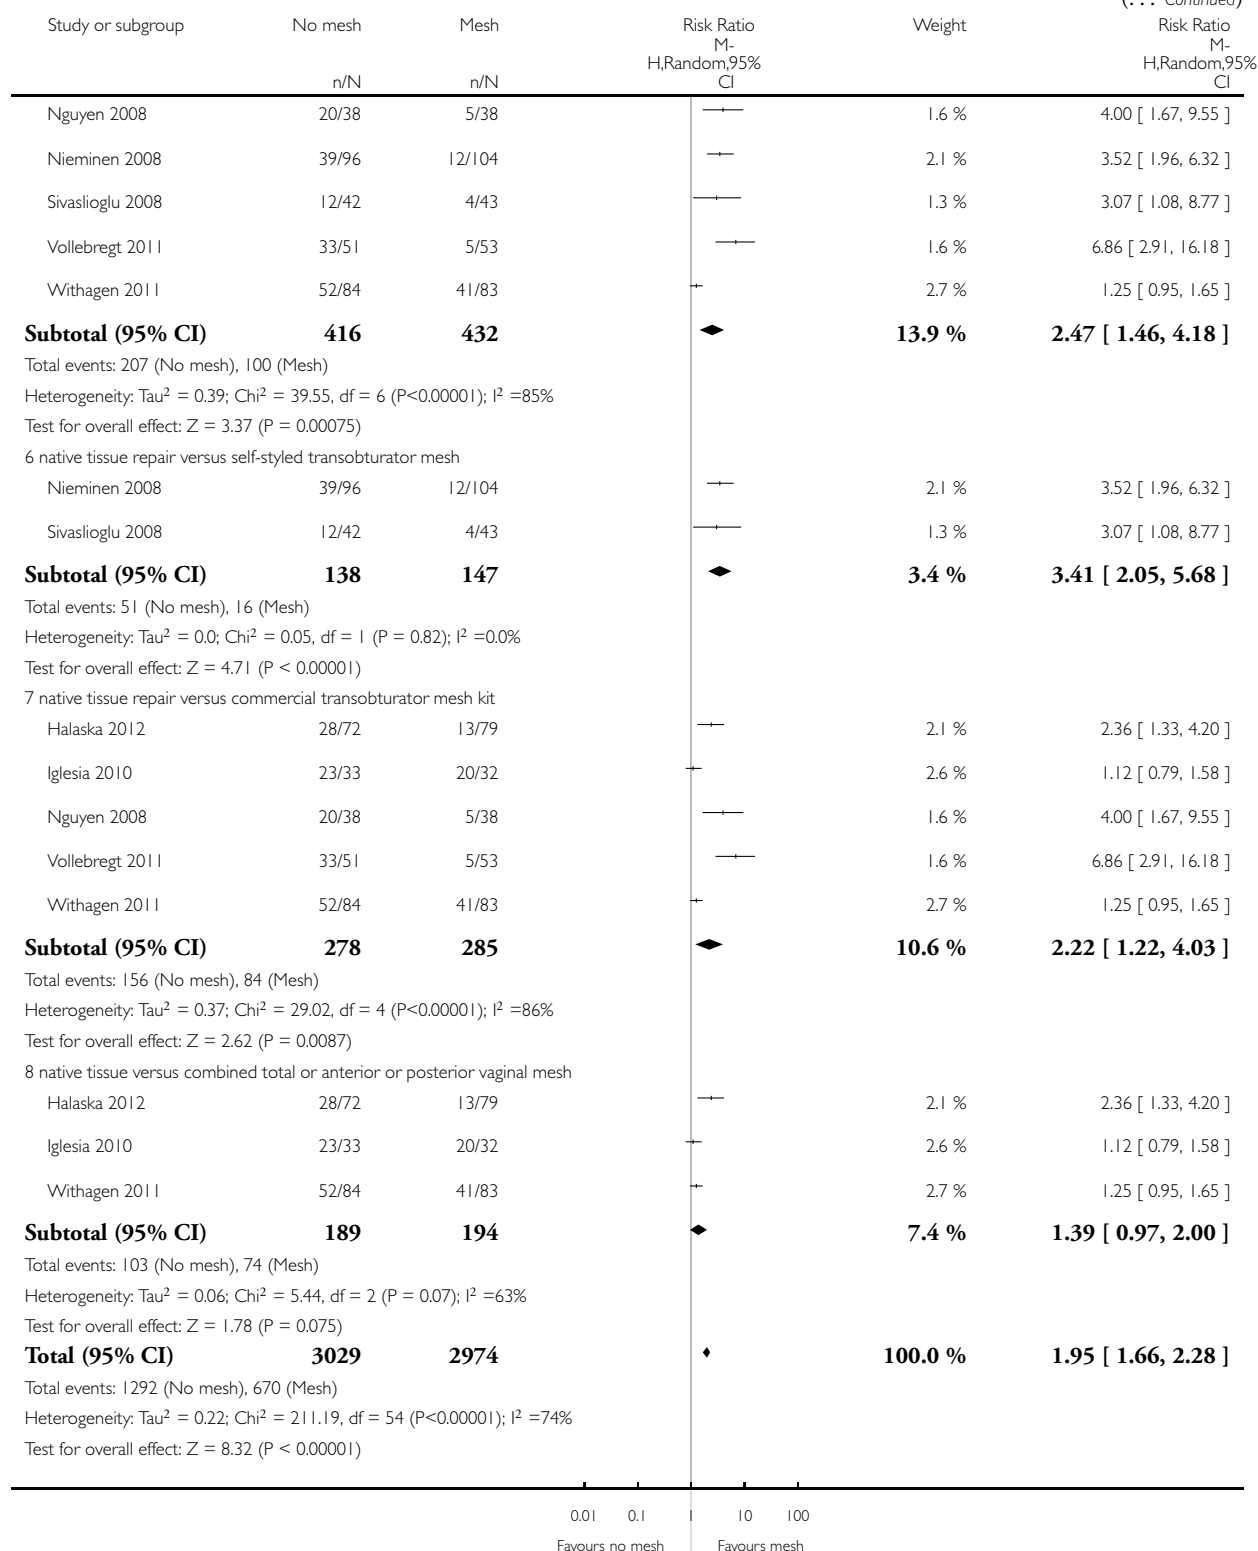 (... Continued)
Study or subgroup No mesh Mesh Risk Ratio Weight Risk Ratio
M-H,Random,95% CI M-H,Random,95% CI
n/N n/N
Nguyen 2008 20/38 5/38 1.6 % 4.00 [ 1.67, 9.55 ]
Nieminen 2008 39/96 12/104 2.1 % 3.52 [ 1.96, 6.32 ]
Sivaslioglu 2008 12/42 4/43 1.3 % 3.07 [ 1.08, 8.77 ]
Vollebregt 2011 33/51 5/53 1.6 % 6.86 [ 2.91, 16.18 ]
Withagen 2011 52/84 41/83 2.7 % 1.25 [ 0.95, 1.65 ]
Subtotal (95% CI) 416 432 13.9 % 2.47 [ 1.46, 4.18 ]
Total events: 207 (No mesh), 100 (Mesh)
Heterogeneity: Tau² = 0.39; Chi² = 39.55, df = 6 (P<0.00001); I² =85%
Test for overall effect: Z = 3.37 (P = 0.00075)
6 native tissue repair versus self-styled transobturator mesh
Nieminen 2008 39/96 12/104 2.1 % 3.52 [ 1.96, 6.32 ]
Sivaslioglu 2008 12/42 4/43 1.3 % 3.07 [ 1.08, 8.77 ]
Subtotal (95% CI) 138 147 3.4 % 3.41 [ 2.05, 5.68 ]
Total events: 51 (No mesh), 16 (Mesh)
Heterogeneity: Tau² = 0.0; Chi² = 0.05, df = 1 (P = 0.82); I² =0.0%
Test for overall effect: Z = 4.71 (P < 0.00001)
7 native tissue repair versus commercial transobturator mesh kit
Halaska 2012 28/72 13/79 2.1 % 2.36 [ 1.33, 4.20 ]
Iglesia 2010 23/33 20/32 2.6 % 1.12 [ 0.79, 1.58 ]
Nguyen 2008 20/38 5/38 1.6 % 4.00 [ 1.67, 9.55 ]
Vollebregt 2011 33/51 5/53 1.6 % 6.86 [ 2.91, 16.18 ]
Withagen 2011 52/84 41/83 2.7 % 1.25 [ 0.95, 1.65 ]
Subtotal (95% CI) 278 285 10.6 % 2.22 [ 1.22, 4.03 ]
Total events: 156 (No mesh), 84 (Mesh)
Heterogeneity: Tau² = 0.37; Chi² = 29.02, df = 4 (P<0.00001); I² =86%
Test for overall effect: Z = 2.62 (P = 0.0087)
8 native tissue versus combined total or anterior or posterior vaginal mesh
Halaska 2012 28/72 13/79 2.1 % 2.36 [ 1.33, 4.20 ]
Iglesia 2010 23/33 20/32 2.6 % 1.12 [ 0.79, 1.58 ]
Withagen 2011 52/84 41/83 2.7 % 1.25 [ 0.95, 1.65 ]
Subtotal (95% CI) 189 194 7.4 % 1.39 [ 0.97, 2.00 ]
Total events: 103 (No mesh), 74 (Mesh)
Heterogeneity: Tau² = 0.06; Chi² = 5.44, df = 2 (P = 0.07); I² =63%
Test for overall effect: Z = 1.78 (P = 0.075)
Total (95% CI) 3029 2974 100.0 % 1.95 [ 1.66, 2.28 ]
Total events: 1292 (No mesh), 670 (Mesh)
Heterogeneity: Tau² = 0.22; Chi² = 211.19, df = 54 (P<0.00001); I² =74%
Test for overall effect: Z = 8.32 (P < 0.00001)
0.01 0.1 1 10 100
Favours no mesh Favours mesh